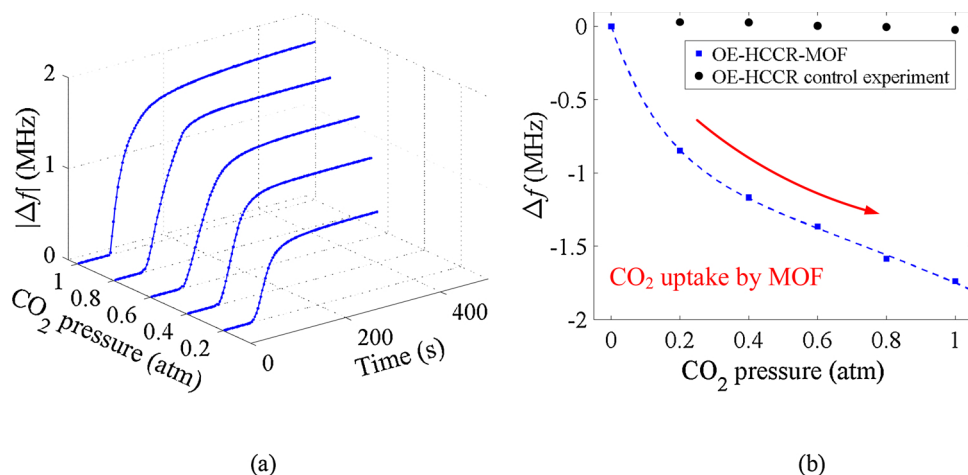 2
1
0
|Δf| (MHz)
1
0.8
0.6
0.4
0.2
CO2 pressure (atm)
0
200
400
Time (s)
(a)
0
-0.5
-1
-1.5
-2
Δf (MHz)
OE-HCCR-MOF
OE-HCCR control experiment
CO2 uptake by MOF
0
0.2
0.4
0.6
0.8
1
CO2 pressure (atm)
(b)